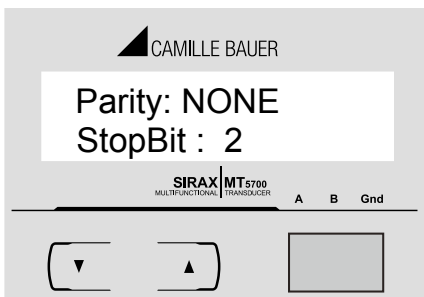 CAMILLE BAUER
Parity: NONE
StopBit : 2
SIRAX MT5700
MULTIFUNCTIONAL TRANSDUCER
A B Gnd
▼ ▲